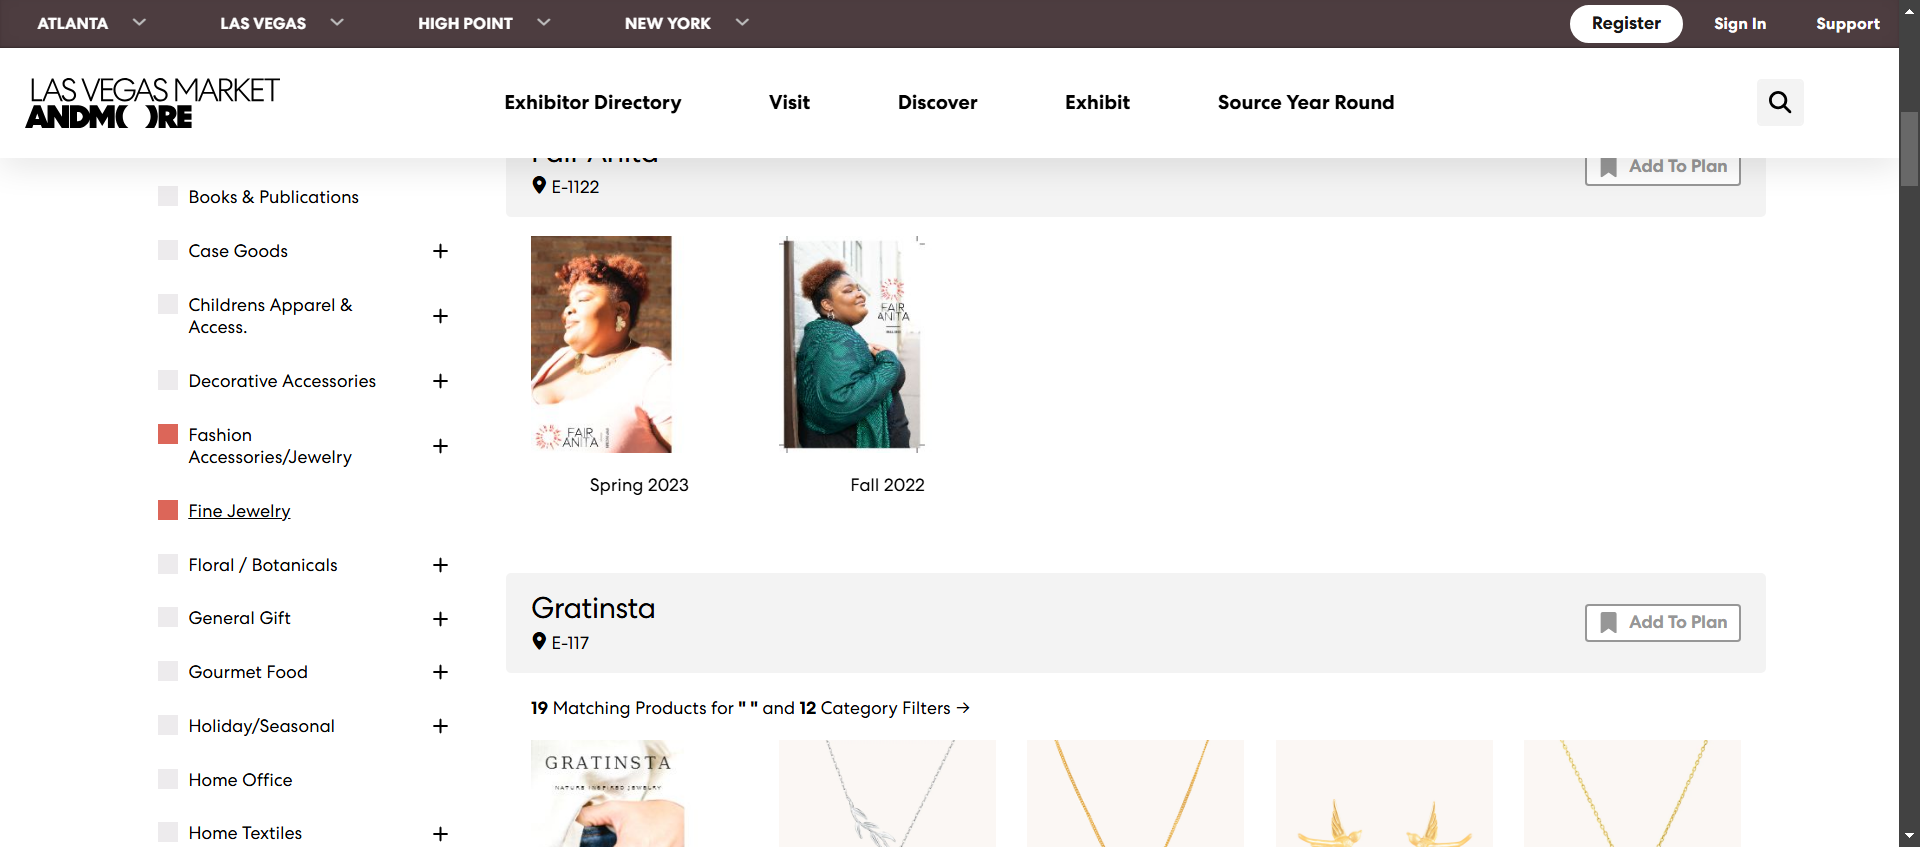 ATLANTA
LAS VEGAS
HIGH POINT
NEW YORK
Register
Sign In
Support
LAS VEGAS MARKET
ANDMORE
Exhibitor Directory
Visit
Discover
Exhibit
Source Year Round
Fair Anita
E-1122
Add To Plan
Books & Publications
Case Goods
Childrens Apparel &
Access.
Decorative Accessories
Fashion
Accessories/Jewelry
Fine Jewelry
Floral / Botanicals
General Gift
Gourmet Food
Holiday/Seasonal
Home Office
Home Textiles
FAIR
ANITA
FAIR
ANITA
Spring 2023
Fall 2022
Gratinsta
E-117
Add To Plan
19 Matching Products for " " and 12 Category Filters →
GRATINSTA
NATURE INSPIRED JEWELRY